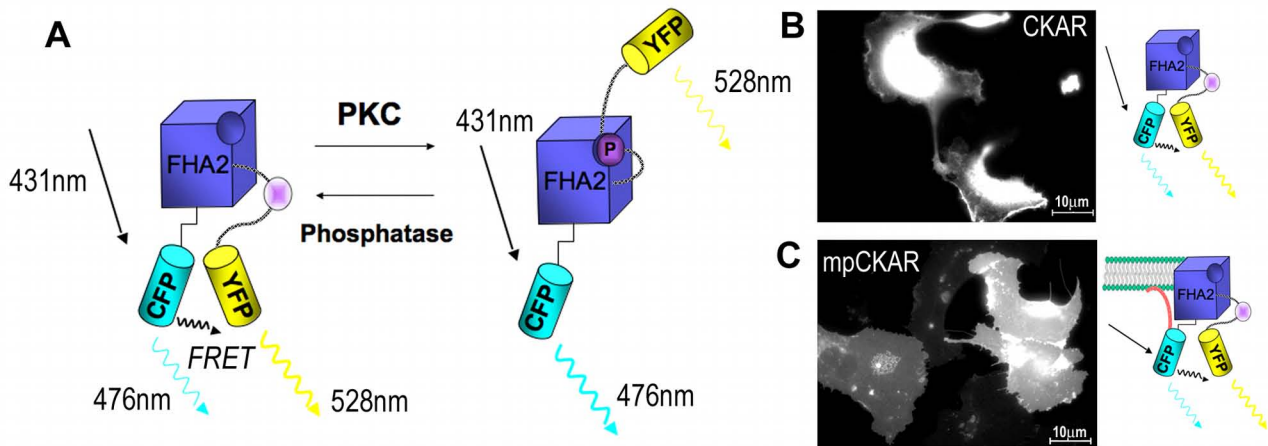 A
431nm
FHA2
CFP
YFP
FRET
476nm
528nm
PKC
Phosphatase
431nm
P
FHA2
YFP
528nm
CFP
476nm
B
CKAR
10µm
FHA2
CFP
YFP
C
mpCKAR
10µm
FHA2
CFP
YFP